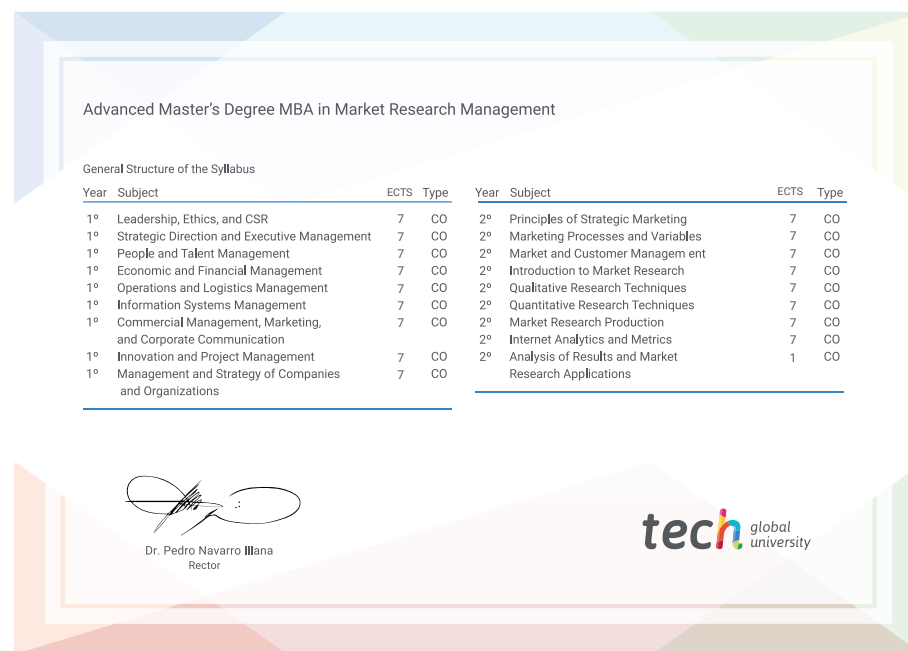 Advanced Master's Degree MBA in Market Research Management
General Structure of the Syllabus
Year Subject ECTS Type
1º Leadership, Ethics, and CSR 7 CO
1º Strategic Direction and Executive Management 7 CO
1º People and Talent Management 7 CO
1º Economic and Financial Management 7 CO
1º Operations and Logistics Management 7 CO
1º Information Systems Management 7 CO
1º Commercial Management, Marketing, 7 CO
and Corporate Communication
1º Innovation and Project Management 7 CO
1º Management and Strategy of Companies 7 CO
and Organizations
Year Subject ECTS Type
2º Principles of Strategic Marketing 7 CO
2º Marketing Processes and Variables 7 CO
2º Market and Customer Managem ent 7 CO
2º Introduction to Market Research 7 CO
2º Qualitative Research Techniques 7 CO
2º Quantitative Research Techniques 7 CO
2º Market Research Production 7 CO
2º Internet Analytics and Metrics 7 CO
2º Analysis of Results and Market 1 CO
Research Applications
Dr. Pedro Navarro Illana
Rector
tech global
university